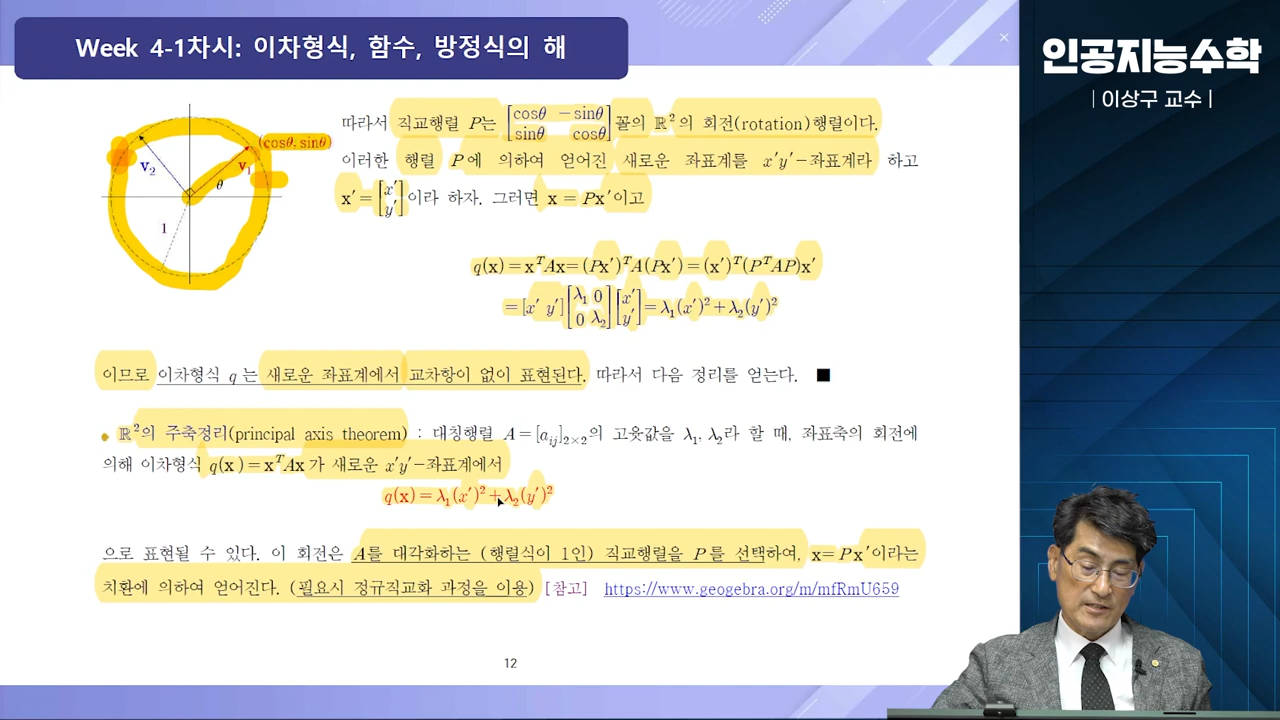 Week 4-1차시: 이차형식, 함수, 방정식의 해
인공지능수학
| 이상구 교수 |
(cosθ, sinθ)
v₂
v₁
θ
1
따라서 직교행렬 P는 [cosθ −sinθ; sinθ cosθ] 꼴의 ℝ²의 회전(rotation)행렬이다.
이러한 행렬 P에 의하여 얻어진 새로운 좌표계를 x′y′−좌표계라 하고
x′=[x′; y′]이라 하자. 그러면 x = Px′이고
q(x)=xᵀAx=(Px′)ᵀA(Px′)=(x′)ᵀ(PᵀAP)x′
=[x′ y′][λ₁ 0; 0 λ₂][x′; y′]=λ₁(x′)²+λ₂(y′)²
이므로 이차형식 q는 새로운 좌표계에서 교차항이 없이 표현된다. 따라서 다음 정리를 얻는다. ■
• ℝ²의 주축정리(principal axis theorem) : 대칭행렬 A=[aᵢⱼ]₂ₓ₂의 고윳값을 λ₁, λ₂라 할 때, 좌표축의 회전에
의해 이차형식 q(x)=xᵀAx가 새로운 x′y′−좌표계에서
q(x)=λ₁(x′)²+λ₂(y′)²
으로 표현될 수 있다. 이 회전은 A를 대각화하는 (행렬식이 1인) 직교행렬을 P를 선택하여, x=Px′이라는
치환에 의하여 얻어진다. (필요시 정규직교화 과정을 이용) [참고] https://www.geogebra.org/m/mfRmU659
12